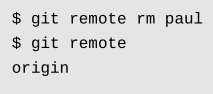 $ git remote rm paul
$ git remote
origin